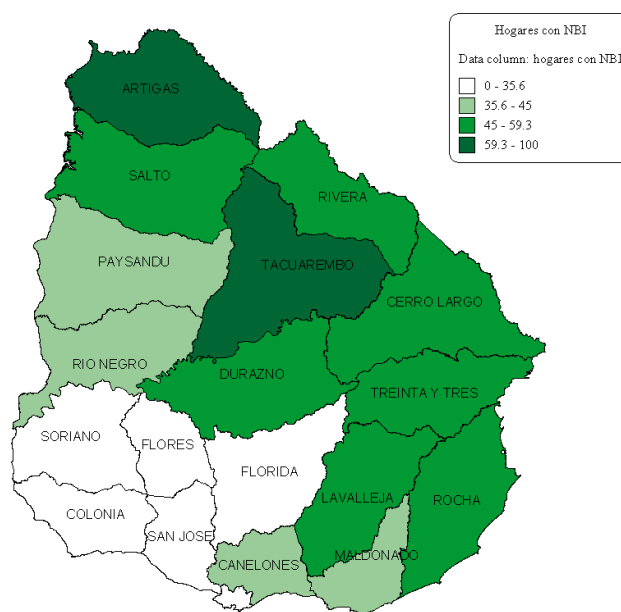 Hogares con NBI
Data column: hogares con NBI
0 - 35.6
35.6 - 45
45 - 59.3
59.3 - 100
ARTIGAS
SALTO
RIVERA
PAYSANDU
TACUAREMBO
CERRO LARGO
RIO NEGRO
DURAZNO
TREINTA Y TRES
SORIANO
FLORES
FLORIDA
LAVALLEJA
ROCHA
COLONIA
SAN JOSE
MALDONADO
CANELONES